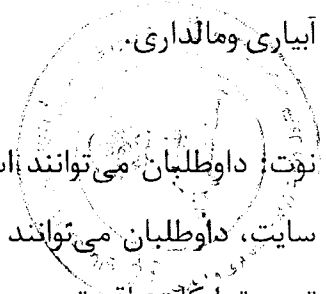 آبیاری ومالداری.
نوت: داوطلبان می‌توانند
سایت، داوطلبان می‌توانند